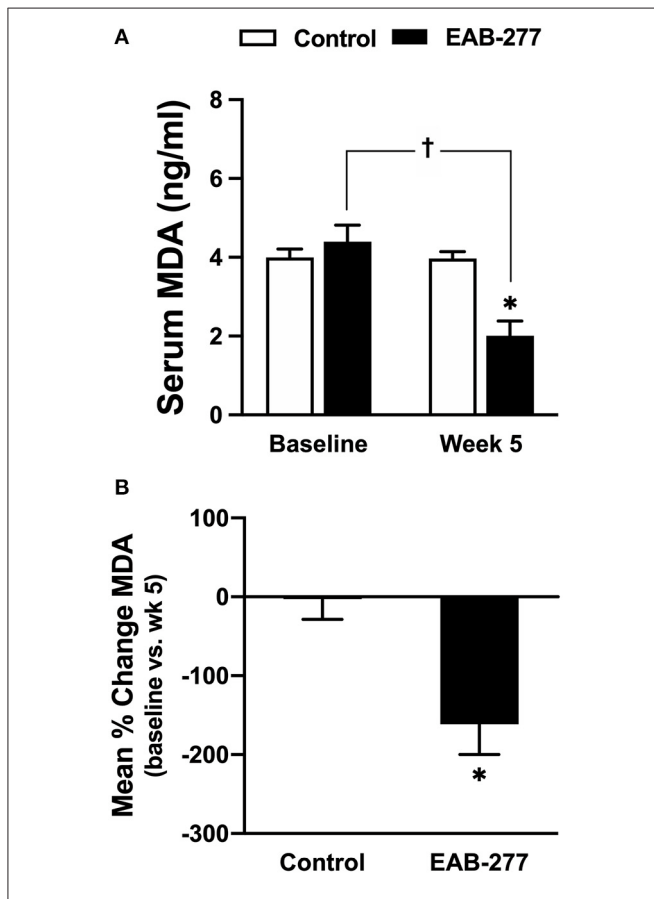 A
Control EAB-277
Serum MDA (ng/ml)
8
6
4
2
0
†
*
Baseline Week 5
B
Mean % Change MDA
(baseline vs. wk 5)
100
0
-100
-200
-300
*
Control EAB-277